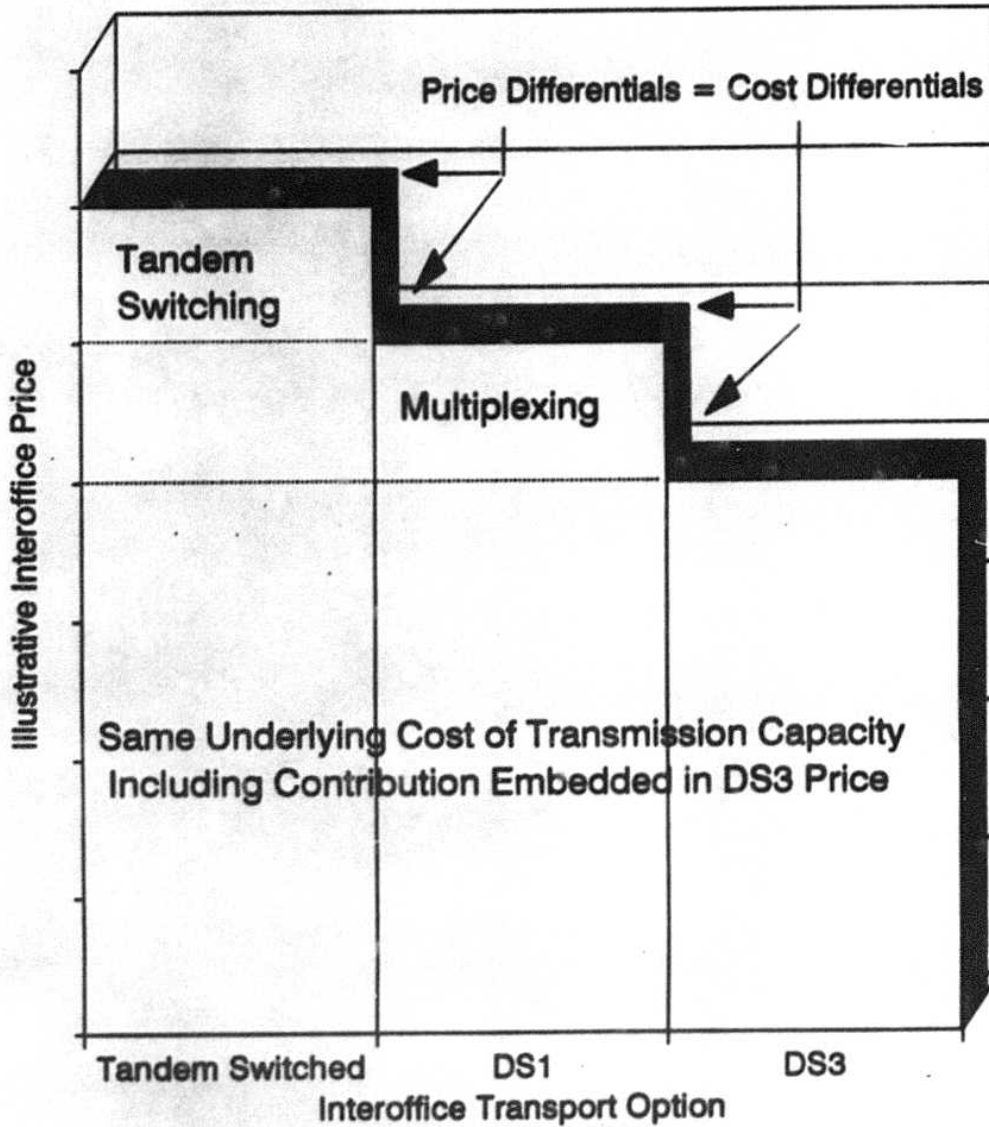 Price Differentials = Cost Differentials
Tandem
Switching
Multiplexing
Illustrative Interoffice Price
Same Underlying Cost of Transmission Capacity
Including Contribution Embedded in DS3 Price
Tandem Switched
DS1
DS3
Interoffice Transport Option